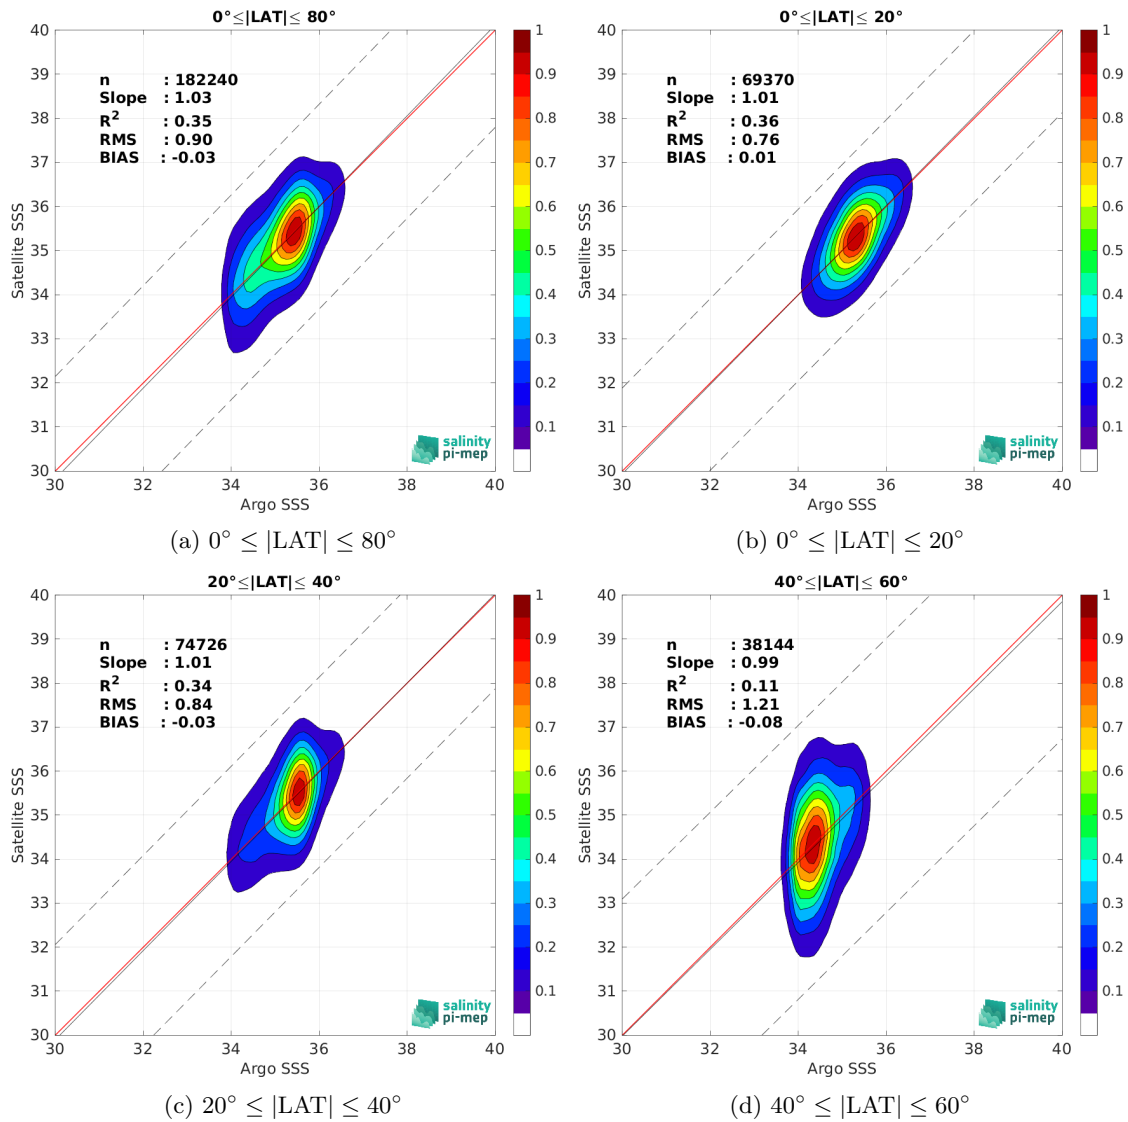 0°≤|LAT|≤ 80°
40
39
38
37
36
35
34
33
32
31
30
Satellite SSS
n : 182240
Slope : 1.03
R2 : 0.35
RMS : 0.90
BIAS : -0.03
salinity
pi-mep
30 32 34 36 38 40
Argo SSS
1
0.9
0.8
0.7
0.6
0.5
0.4
0.3
0.2
0.1
(a) 0° ≤ |LAT| ≤ 80°
0°≤|LAT|≤ 20°
40
39
38
37
36
35
34
33
32
31
30
Satellite SSS
n : 69370
Slope : 1.01
R2 : 0.36
RMS : 0.76
BIAS : 0.01
salinity
pi-mep
30 32 34 36 38 40
Argo SSS
1
0.9
0.8
0.7
0.6
0.5
0.4
0.3
0.2
0.1
(b) 0° ≤ |LAT| ≤ 20°
20°≤|LAT|≤ 40°
40
39
38
37
36
35
34
33
32
31
30
Satellite SSS
n : 74726
Slope : 1.01
R2 : 0.34
RMS : 0.84
BIAS : -0.03
salinity
pi-mep
30 32 34 36 38 40
Argo SSS
1
0.9
0.8
0.7
0.6
0.5
0.4
0.3
0.2
0.1
(c) 20° ≤ |LAT| ≤ 40°
40°≤|LAT|≤ 60°
40
39
38
37
36
35
34
33
32
31
30
Satellite SSS
n : 38144
Slope : 0.99
R2 : 0.11
RMS : 1.21
BIAS : -0.08
salinity
pi-mep
30 32 34 36 38 40
Argo SSS
1
0.9
0.8
0.7
0.6
0.5
0.4
0.3
0.2
0.1
(d) 40° ≤ |LAT| ≤ 60°